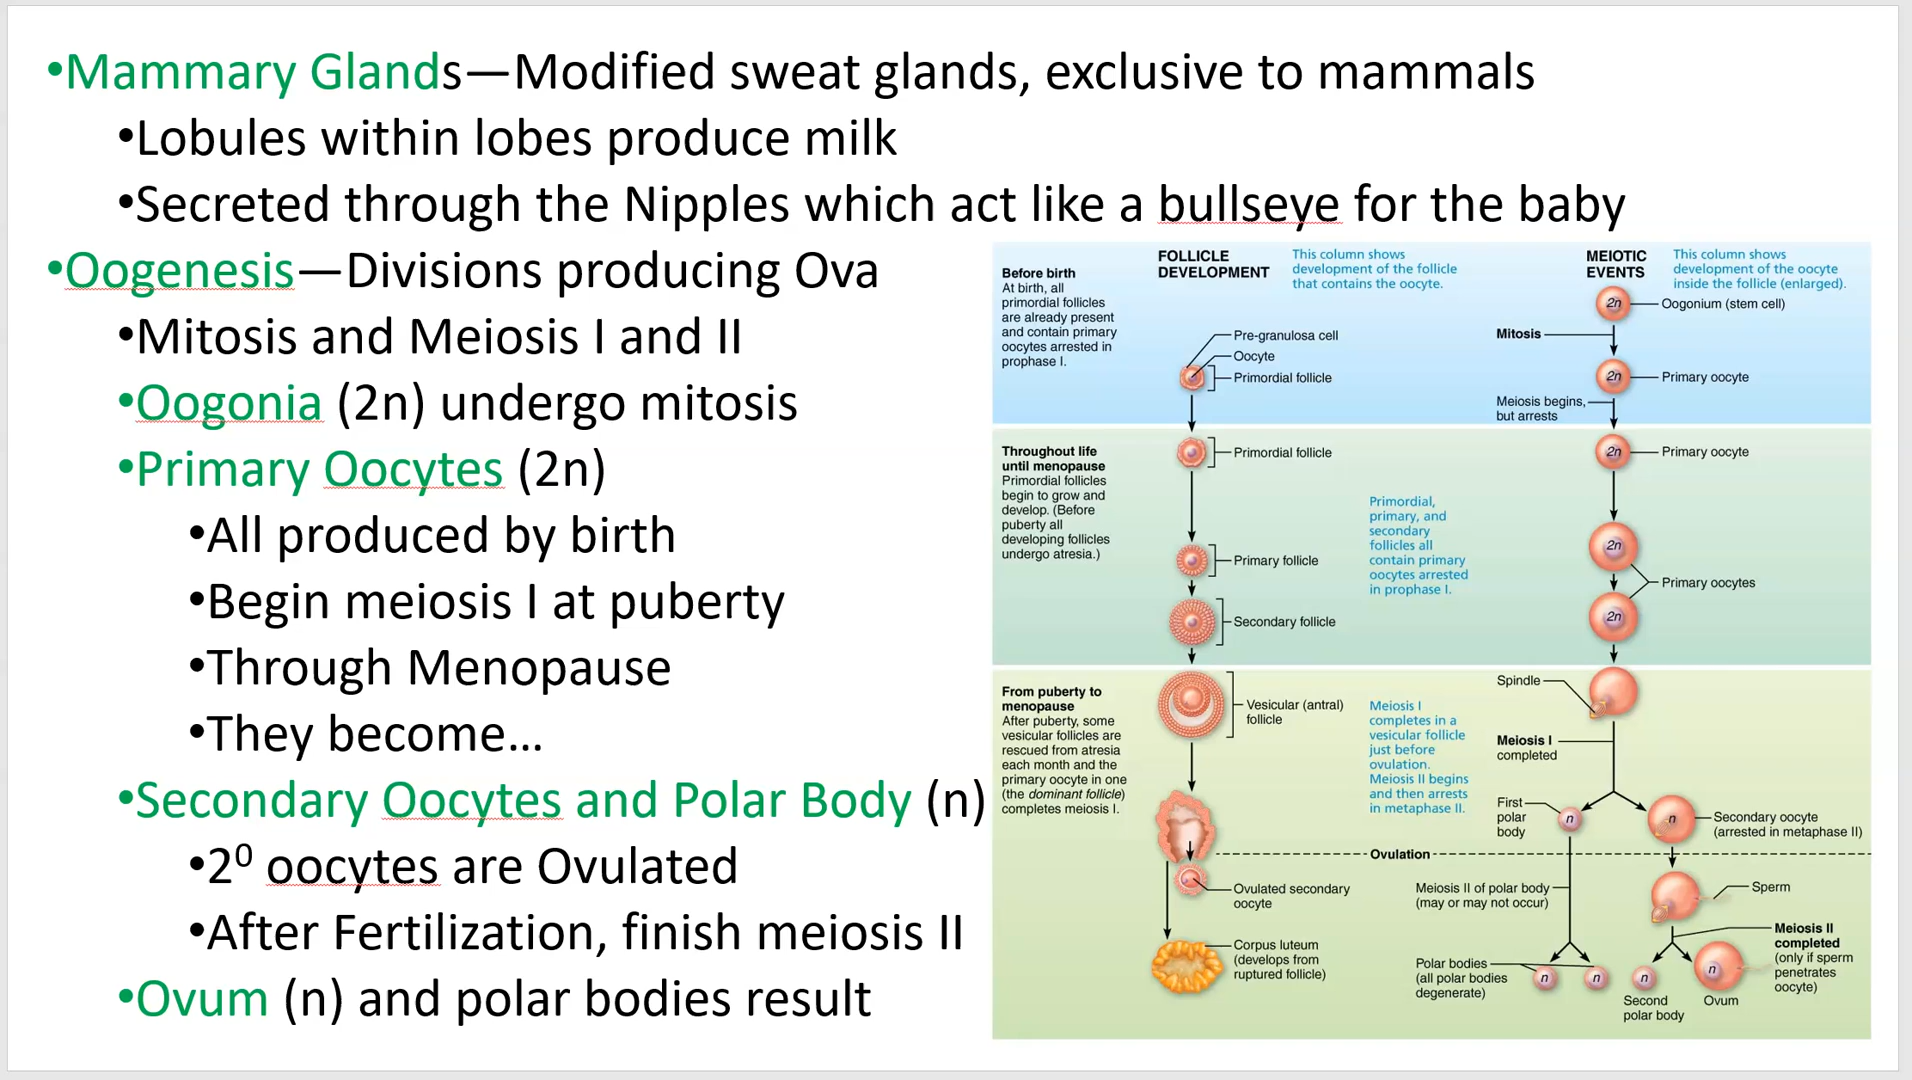 •Mammary Glands—Modified sweat glands, exclusive to mammals
•Lobules within lobes produce milk
•Secreted through the Nipples which act like a bullseye for the baby
•Oogenesis—Divisions producing Ova
•Mitosis and Meiosis I and II
•Oogonia (2n) undergo mitosis
•Primary Oocytes (2n)
•All produced by birth
•Begin meiosis I at puberty
•Through Menopause
•They become…
•Secondary Oocytes and Polar Body (n)
•2⁰ oocytes are Ovulated
•After Fertilization, finish meiosis II
•Ovum (n) and polar bodies result
Before birth
At birth, all
primordial follicles
are already present
and contain primary
oocytes arrested in
prophase I.
FOLLICLE
DEVELOPMENT
This column shows
development of the follicle
that contains the oocyte.
MEIOTIC
EVENTS
This column shows
development of the oocyte
inside the follicle (enlarged).
Pre-granulosa cell
Oocyte
Primordial follicle
2n
Oogonium (stem cell)
Mitosis
2n
Primary oocyte
Meiosis begins,
but arrests
Throughout life
until menopause
Primordial follicles
begin to grow and
develop. (Before
puberty all
developing follicles
undergo atresia.)
Primordial follicle
Primary follicle
Secondary follicle
Primordial,
primary, and
secondary
follicles all
contain primary
oocytes arrested
in prophase I.
2n
Primary oocyte
2n
Primary oocytes
2n
From puberty to
menopause
After puberty, some
vesicular follicles are
rescued from atresia
each month and the
primary oocyte in one
(the dominant follicle)
completes meiosis I.
Vesicular (antral)
follicle
Meiosis I
completes in a
vesicular follicle
just before
ovulation.
Meiosis II begins
and then arrests
in metaphase II.
Spindle
Meiosis I
completed
First
polar
body
n
n
Secondary oocyte
(arrested in metaphase II)
Ovulation
Ovulated secondary
oocyte
Meiosis II of polar body
(may or may not occur)
Sperm
Corpus luteum
(develops from
ruptured follicle)
Meiosis II
completed
(only if sperm
penetrates
oocyte)
Polar bodies
(all polar bodies
degenerate)
n
n
n
n
Second
polar body
Ovum